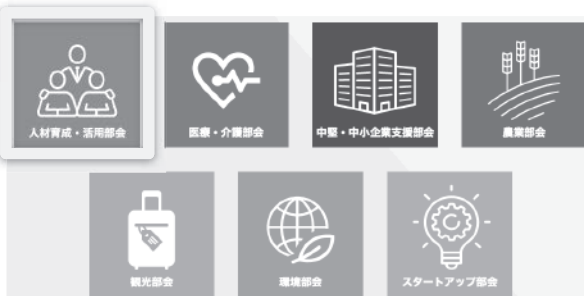 人材育成・活用部会
医療・介護部会
中堅・中小企業支援部会
農業部会
観光部会
環境部会
スタートアップ部会